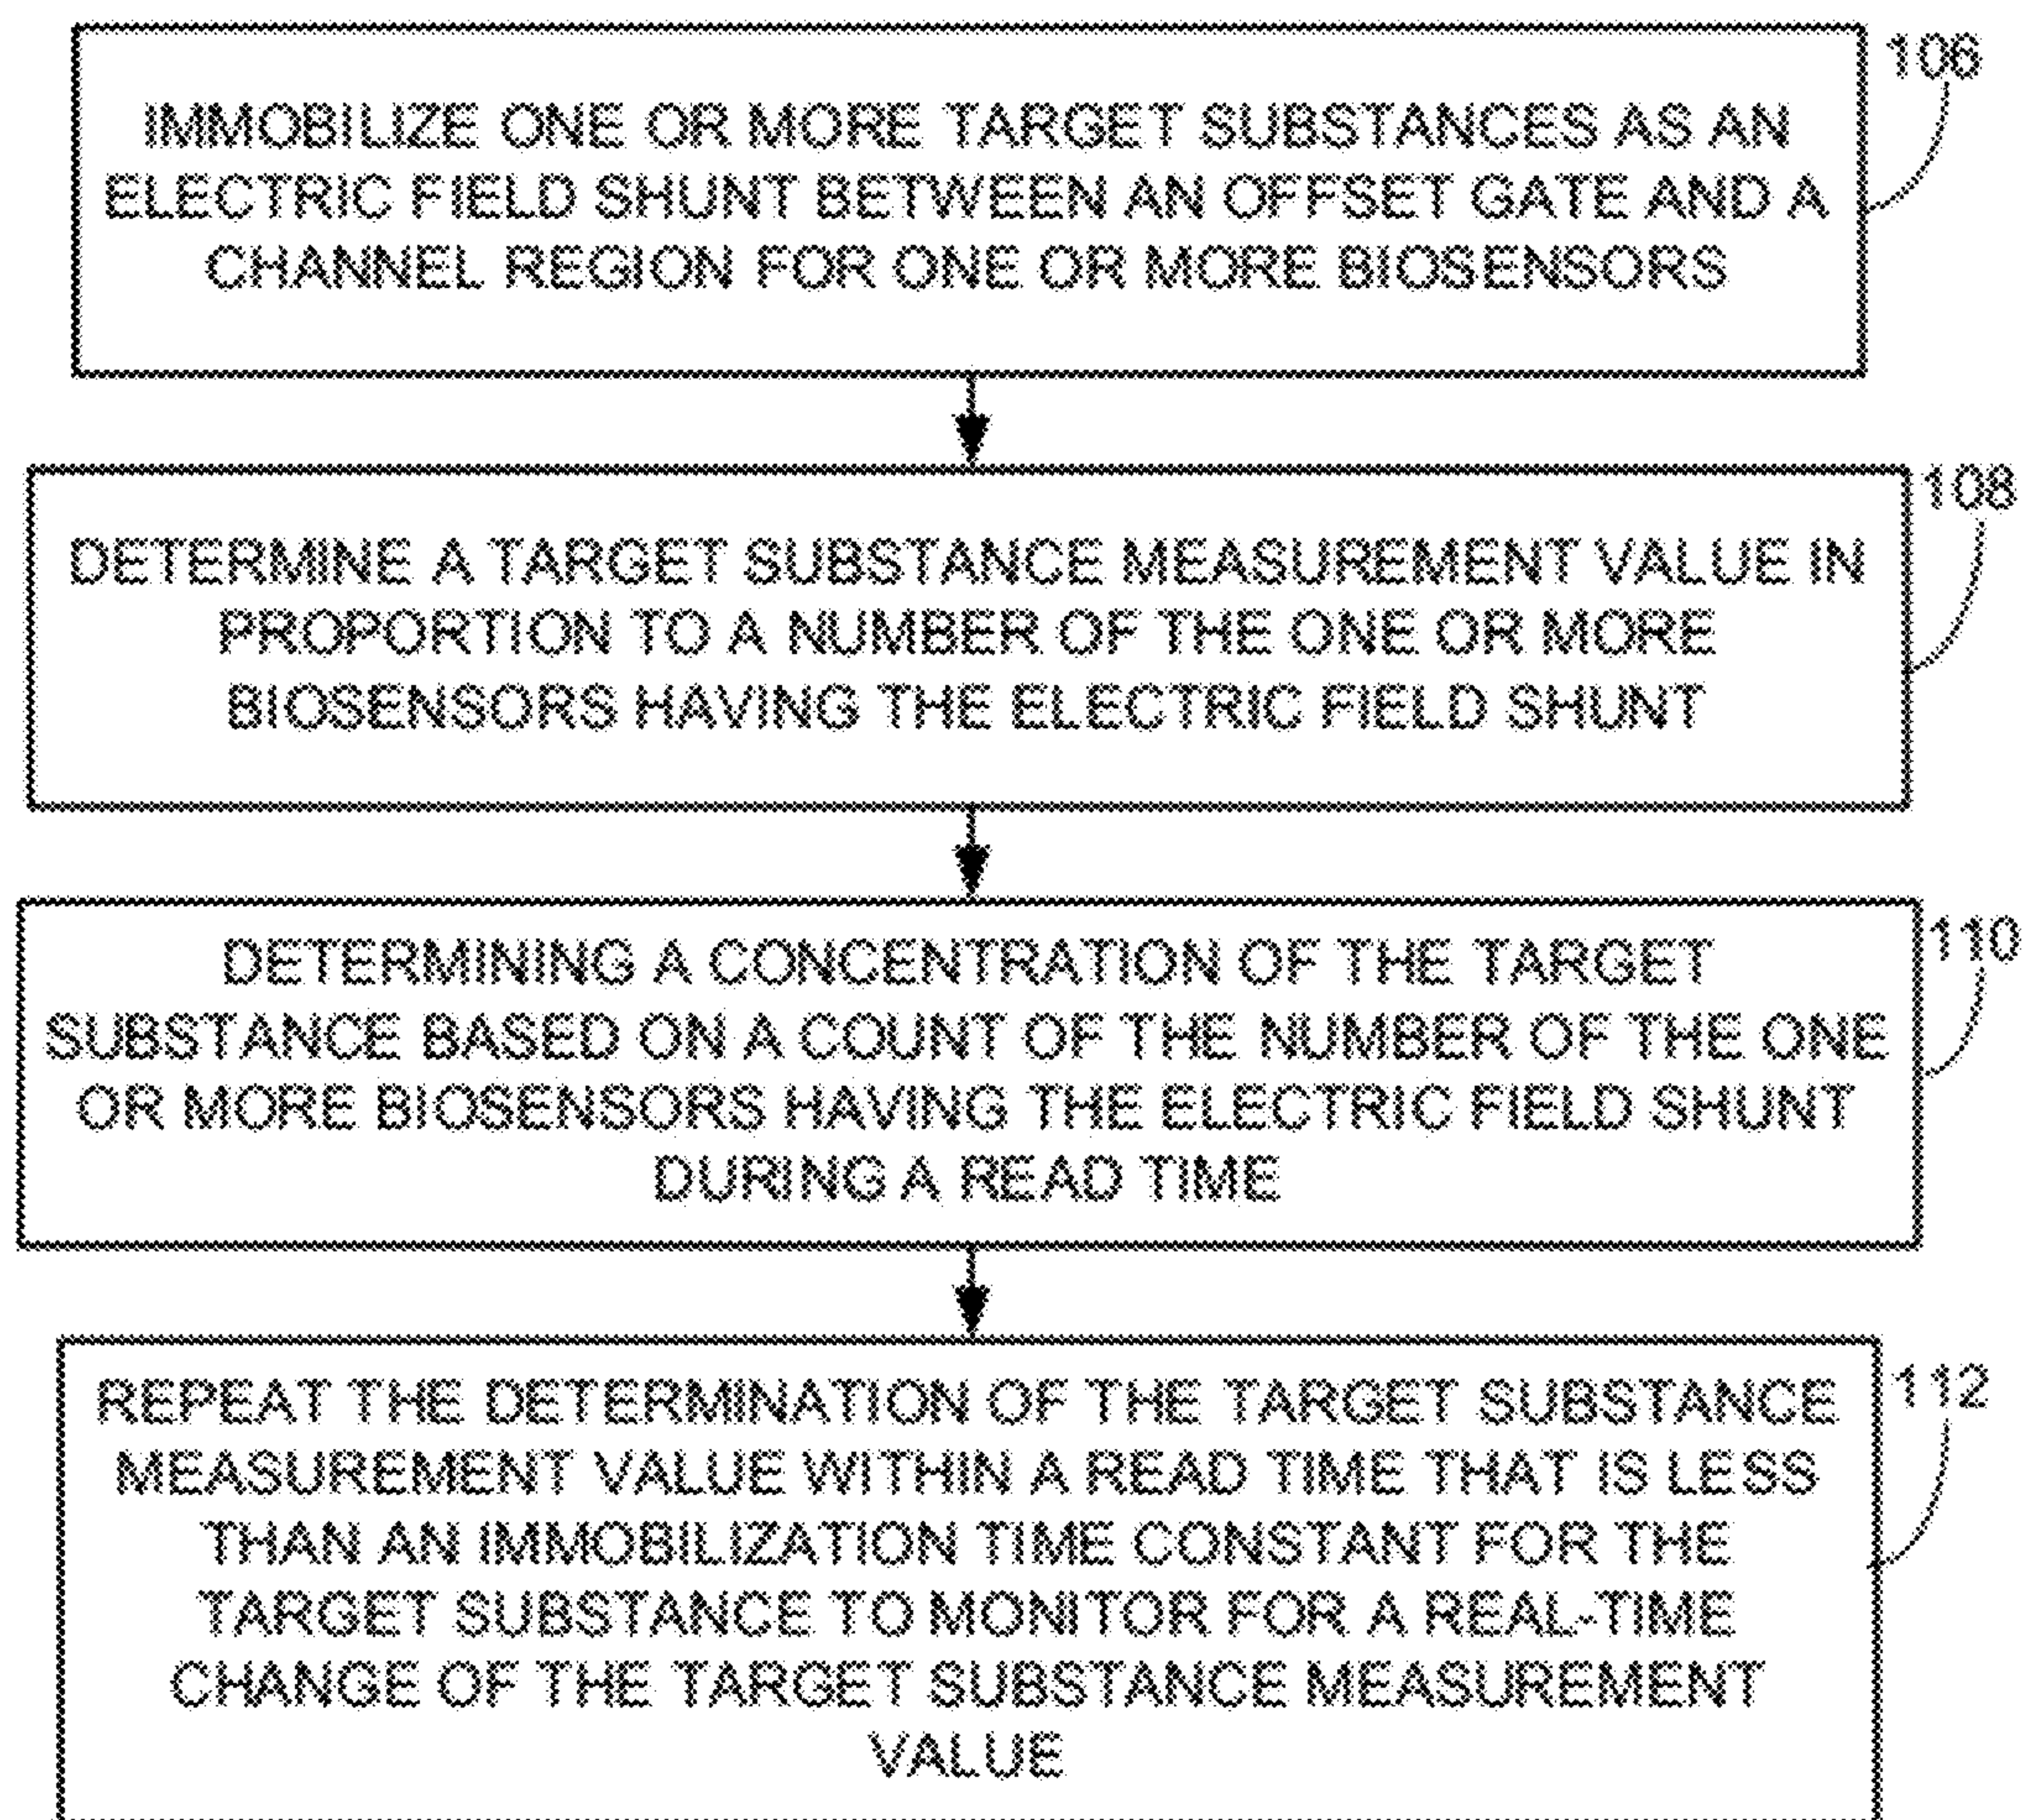 106
IMMOBILIZE ONE OR MORE TARGET SUBSTANCES AS AN
ELECTRIC FIELD SHUNT BETWEEN AN OFFSET GATE AND A
CHANNEL REGION FOR ONE OR MORE BIOSENSORS
108
DETERMINE A TARGET SUBSTANCE MEASUREMENT VALUE IN
PROPORTION TO A NUMBER OF THE ONE OR MORE
BIOSENSORS HAVING THE ELECTRIC FIELD SHUNT
110
DETERMINING A CONCENTRATION OF THE TARGET
SUBSTANCE BASED ON A COUNT OF THE NUMBER OF THE ONE
OR MORE BIOSENSORS HAVING THE ELECTRIC FIELD SHUNT
DURING A READ TIME
112
REPEAT THE DETERMINATION OF THE TARGET SUBSTANCE
MEASUREMENT VALUE WITHIN A READ TIME THAT IS LESS
THAN AN IMMOBILIZATION TIME CONSTANT FOR THE
TARGET SUBSTANCE TO MONITOR FOR A REAL-TIME
CHANGE OF THE TARGET SUBSTANCE MEASUREMENT
VALUE